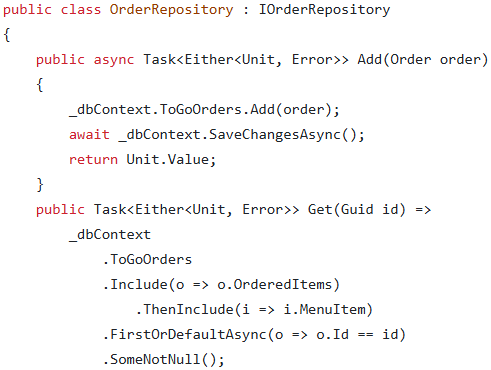 public class OrderRepository : IOrderRepository
{
    public async Task<Either<Unit, Error>> Add(Order order)
    {
        _dbContext.ToGoOrders.Add(order);
        await _dbContext.SaveChangesAsync();
        return Unit.Value;
    }
    public Task<Either<Unit, Error>> Get(Guid id) =>
        _dbContext
            .ToGoOrders
            .Include(o => o.OrderedItems)
                .ThenInclude(i => i.MenuItem)
            .FirstOrDefaultAsync(o => o.Id == id)
            .SomeNotNull();